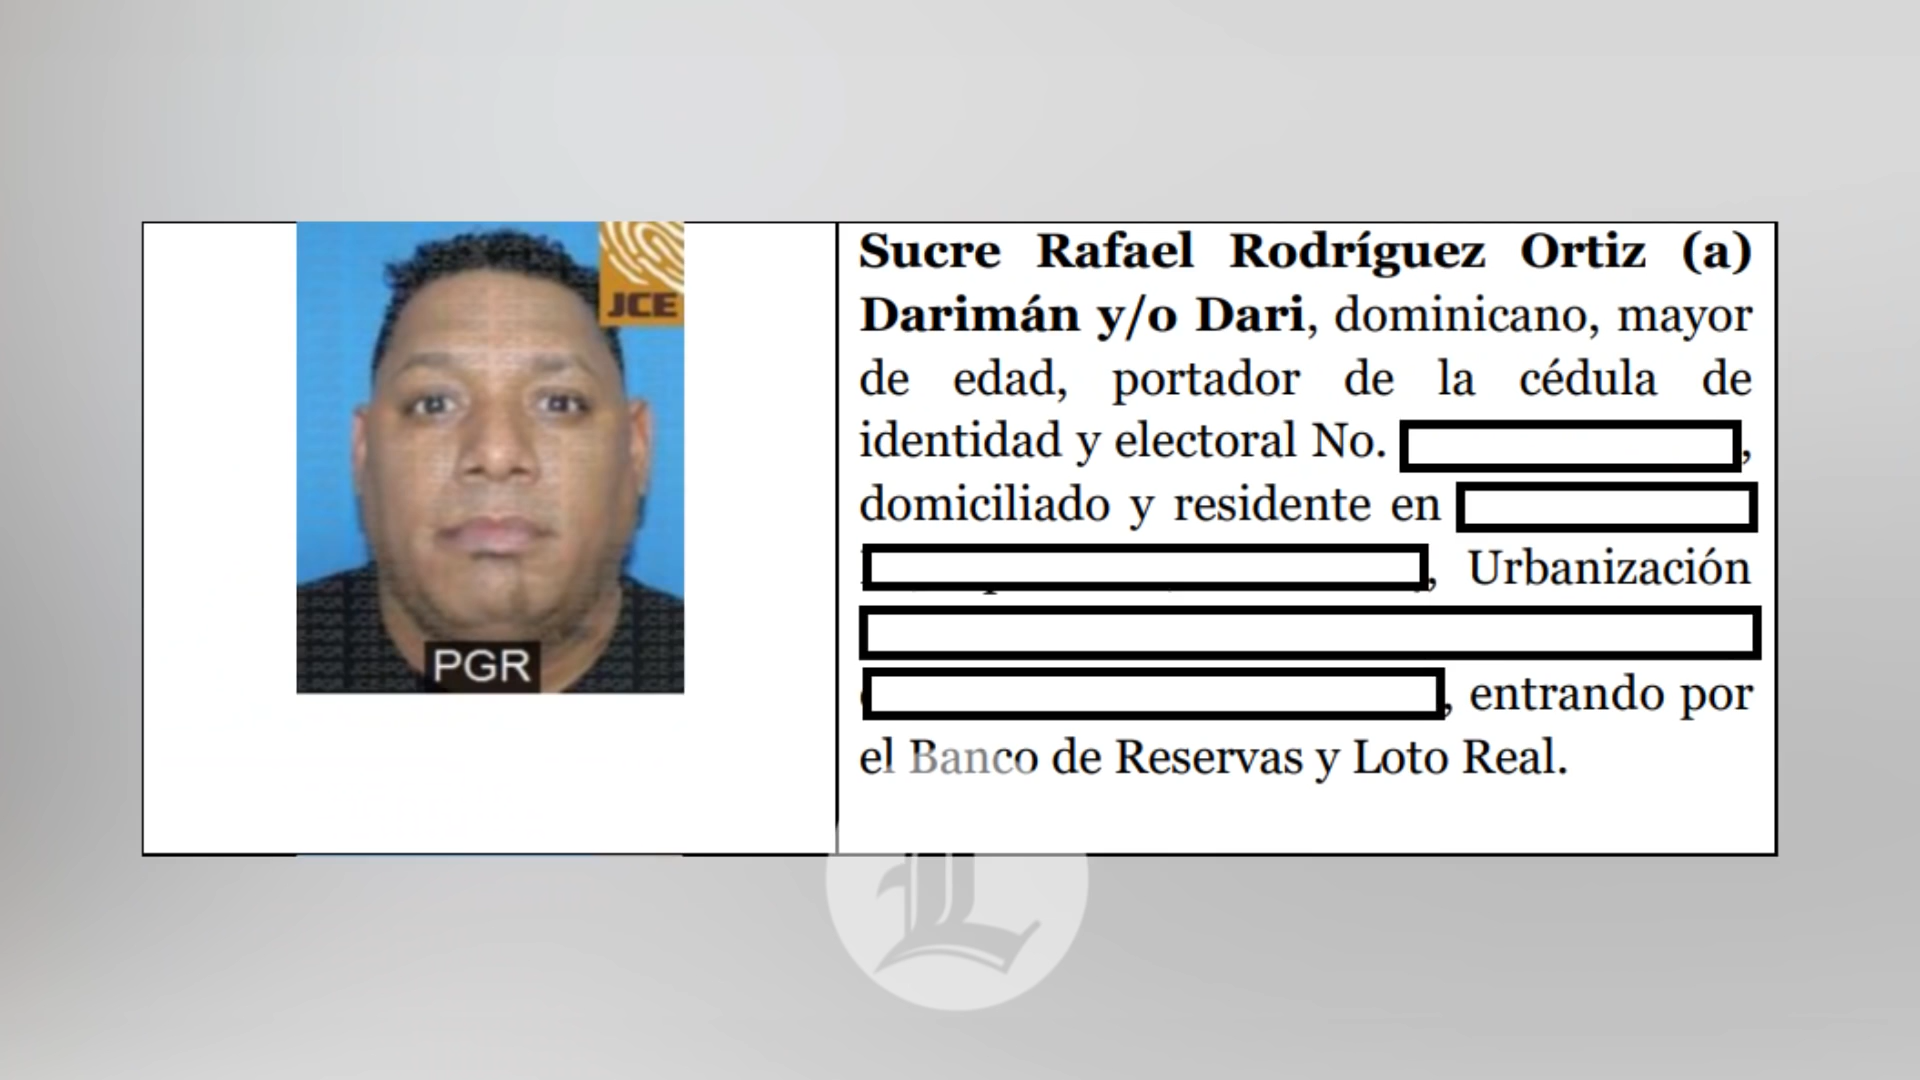 JCE
PGR
Sucre Rafael Rodríguez Ortiz (a)
Darimán y/o Dari, dominicano, mayor
de edad, portador de la cédula de
identidad y electoral No. ,
domiciliado y residente en
, Urbanización
, entrando por
el Banco de Reservas y Loto Real.
L